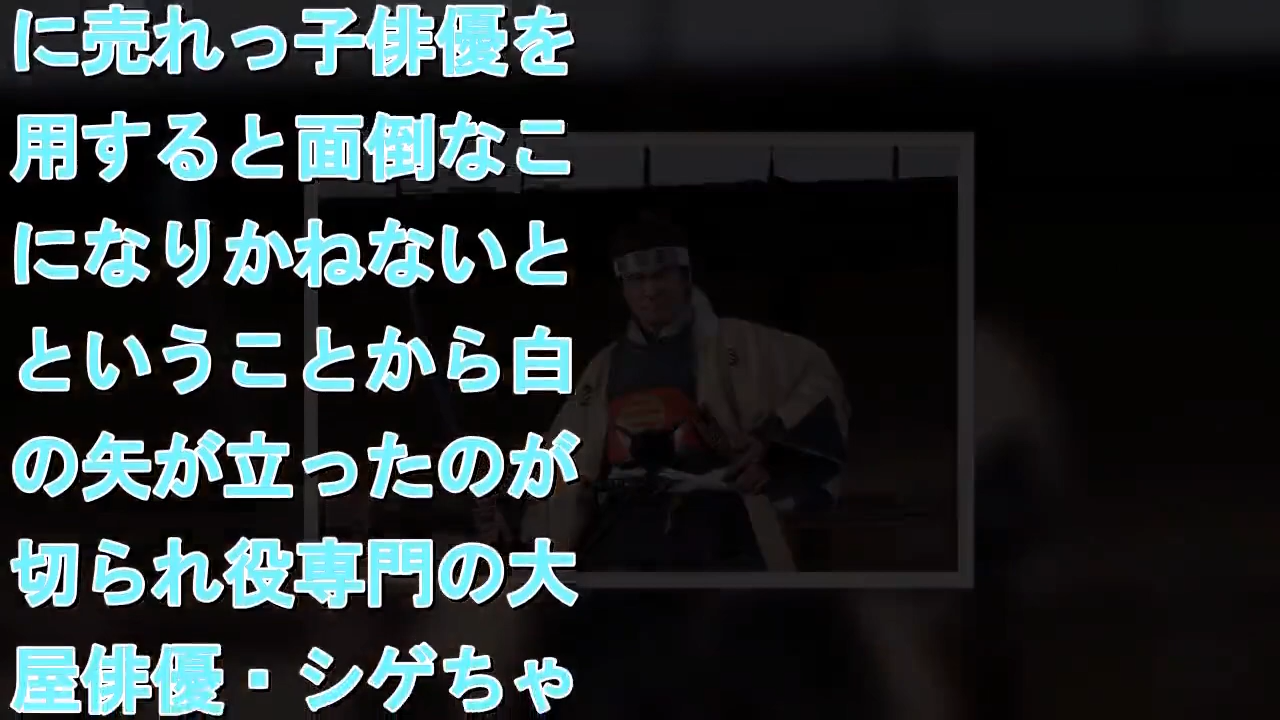 に売れっ子俳優を
用すると面倒なこ
になりかねないと
ということから白
の矢が立ったのが
切られ役専門の大
屋俳優・シゲちゃ